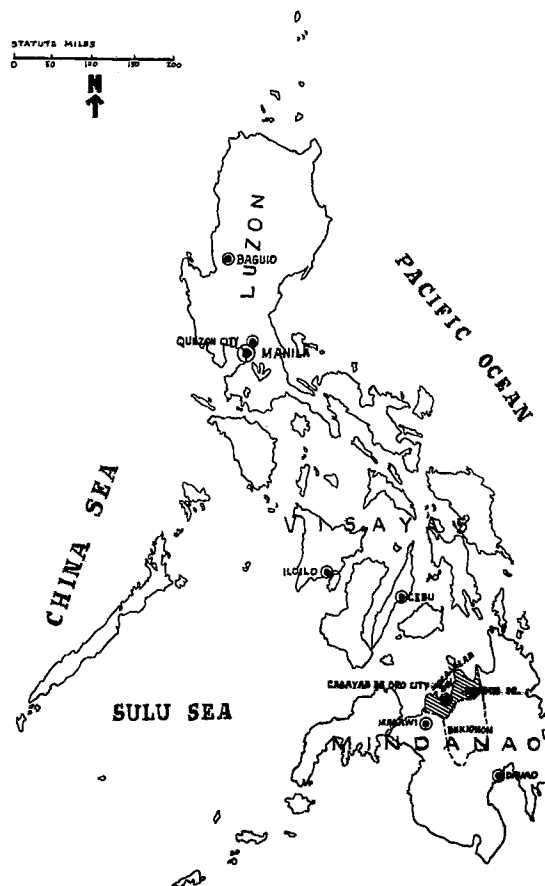 STATUTE MILES
0 50 100 150 200
N
LUZON
BAGUIO
PACIFIC OCEAN
QUEZON CITY
MANILA
CHINA SEA
VISAYAS
ILOILO
CEBU
CAGAYAN DE ORO CITY
SULU SEA
BUKIDNON
MINDANAO
DAVAO